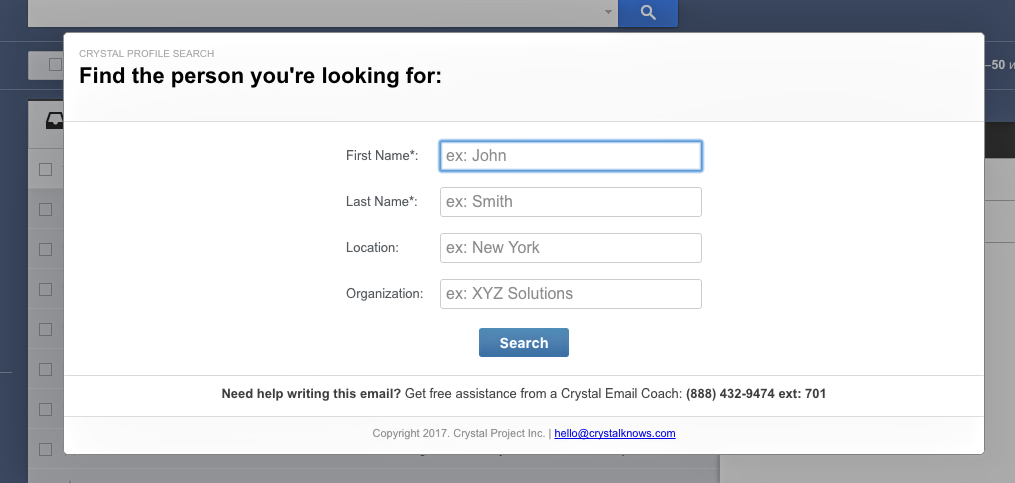 CRYSTAL PROFILE SEARCH
Find the person you're looking for:
–50
First Name*:
ex: John
Last Name*:
ex: Smith
Location:
ex: New York
Organization:
ex: XYZ Solutions
Search
Need help writing this email? Get free assistance from a Crystal Email Coach: (888) 432-9474 ext: 701
Copyright 2017. Crystal Project Inc. | hello@crystalknows.com